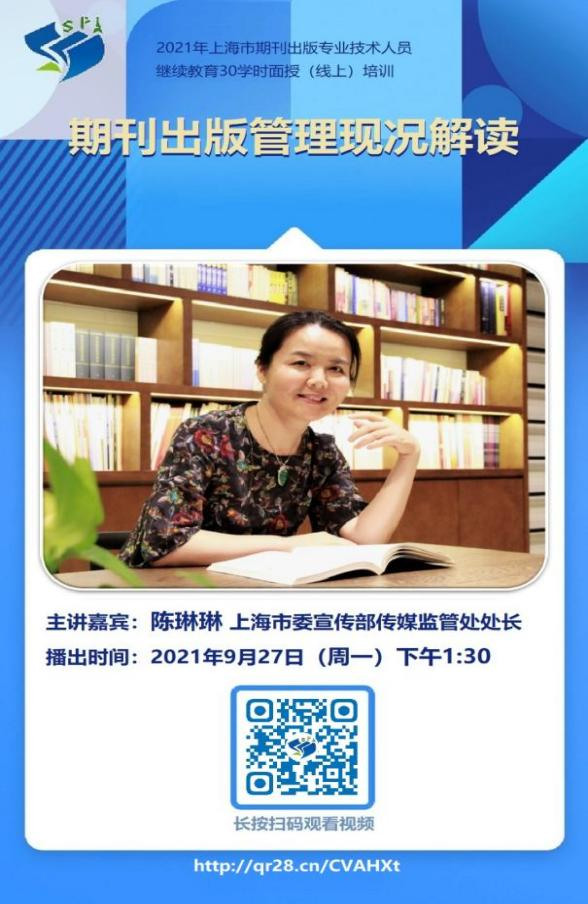 SPA
2021年上海市期刊出版专业技术人员
继续教育30学时面授（线上）培训
期刊出版管理现况解读
主讲嘉宾：陈琳琳 上海市委宣传部传媒监管处处长
播出时间：2021年9月27日（周一）下午1:30
长按扫码观看视频
http://qr28.cn/CVAHXt